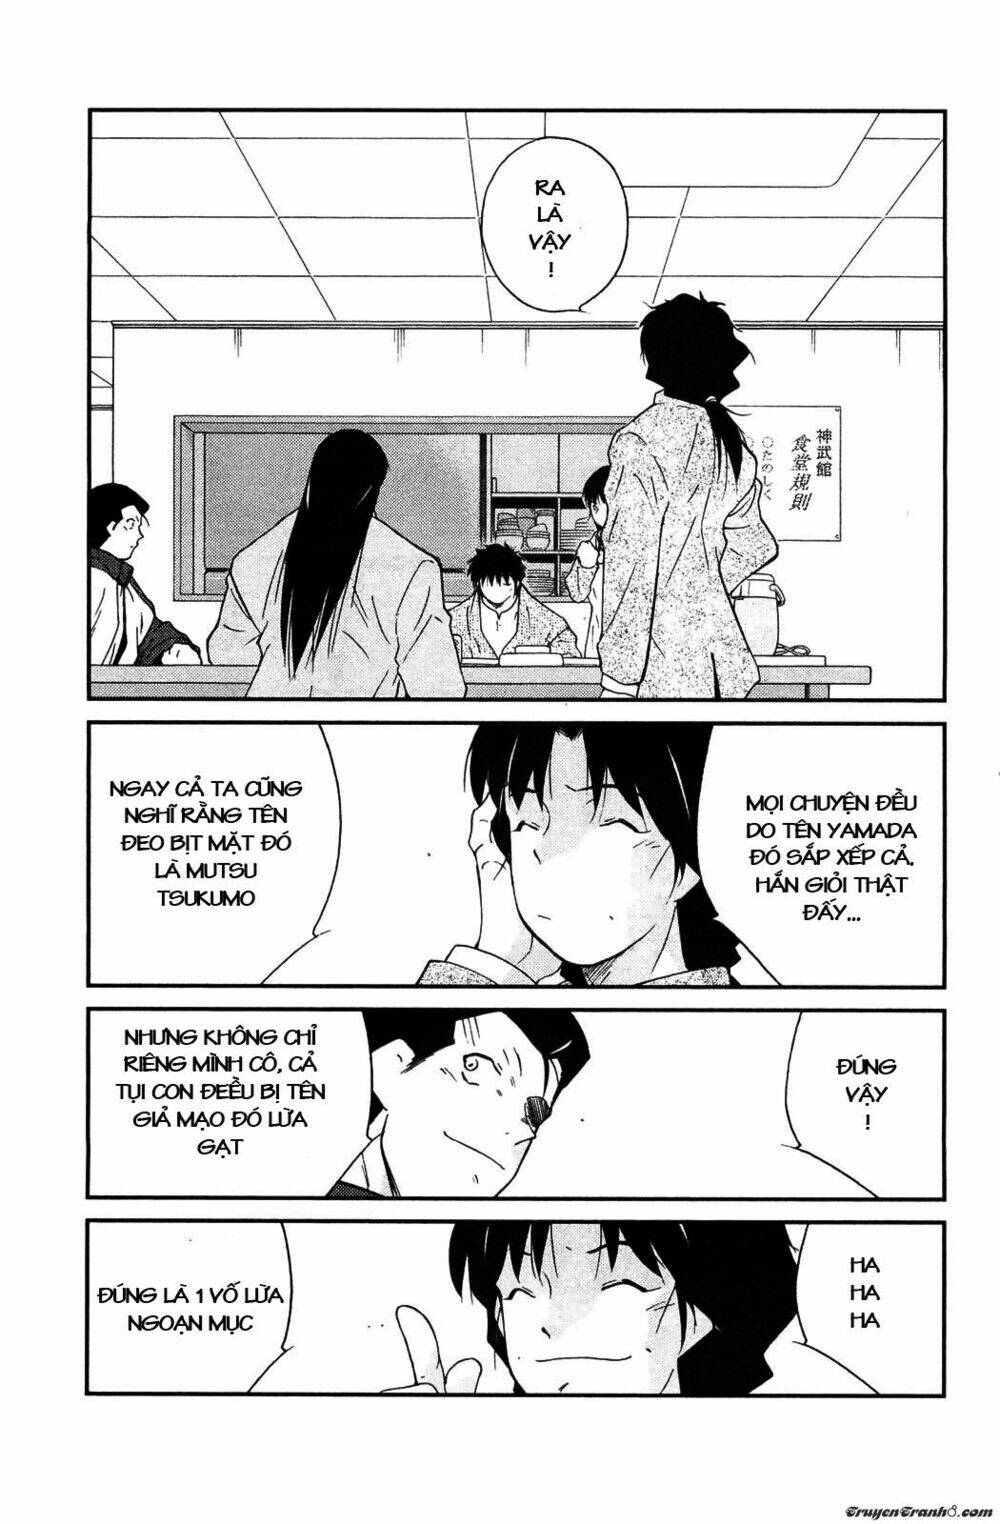 RA
LÀ
VẬY
!
神武館
食堂規則
○たのしく
MỌI CHUYỆN ĐỀU
DO TÊN YAMADA
ĐÓ SẮP XẾP CẢ,
HẮN GIỎI THẬT
ĐẤY...
NGAY CẢ TA CŨNG
NGHĨ RẰNG TÊN
ĐEO BỊT MẶT ĐÓ
LÀ MUTSU
TSUKUMO
ĐÚNG
VẬY
!
NHƯNG KHÔNG CHỈ
RIÊNG MÌNH CÔ, CẢ
TỤI CON ĐEỀU BỊ TÊN
GIẢ MẠO ĐÓ LỪA
GẠT
HA
HA
HA
ĐÚNG LÀ 1 VỐ LỪA
NGOẠN MỤC
TruyenTranh8.com